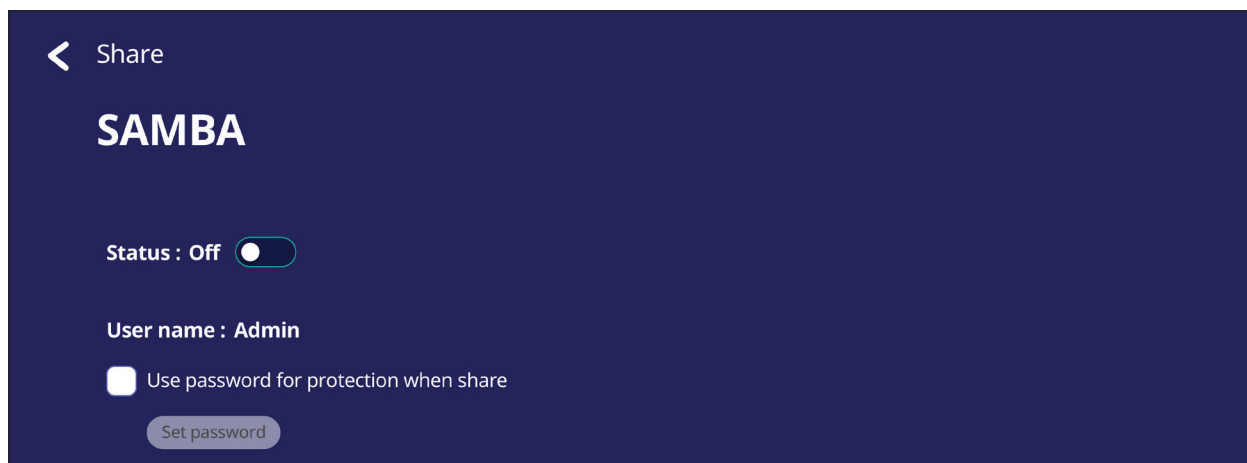 Share
SAMBA
Status : Off
User name : Admin
Use password for protection when share
Set password